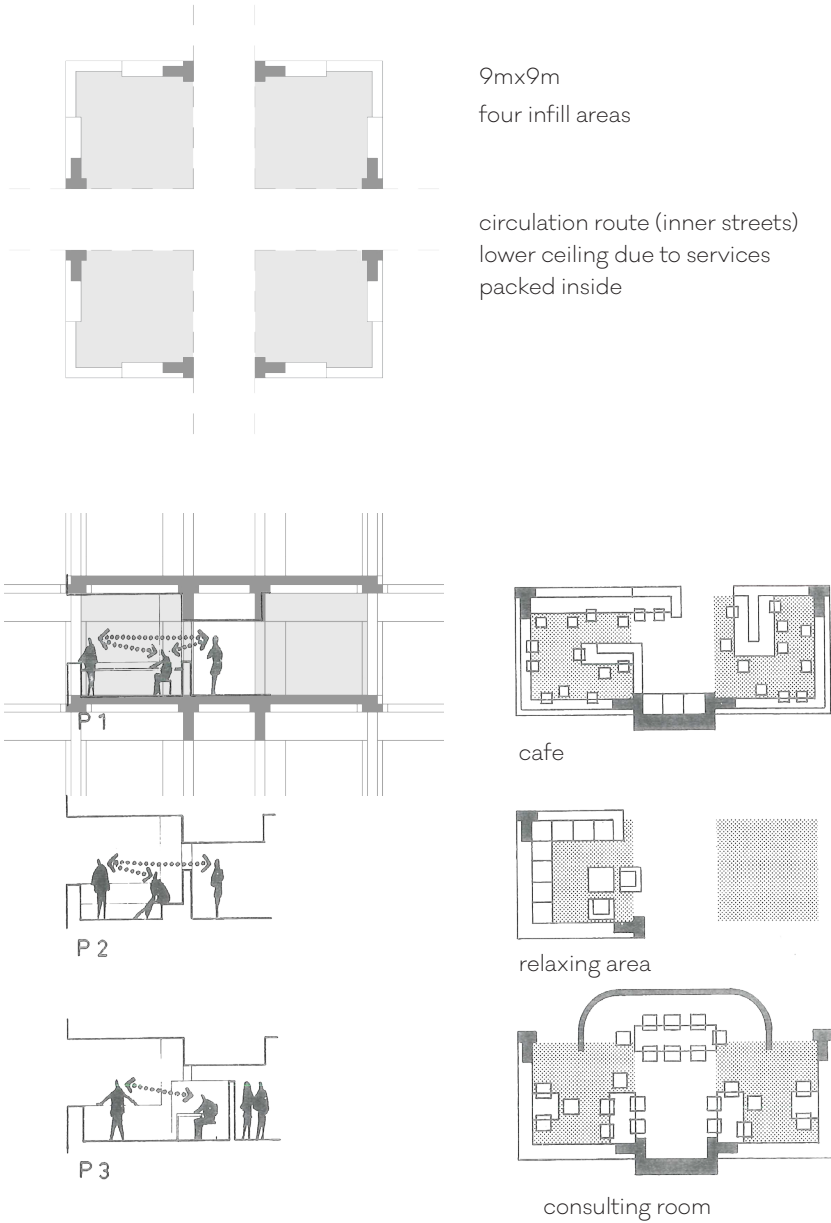 9mx9m
four infill areas
circulation route (inner streets)
lower ceiling due to services
packed inside
P 1
cafe
P 2
relaxing area
P 3
consulting room